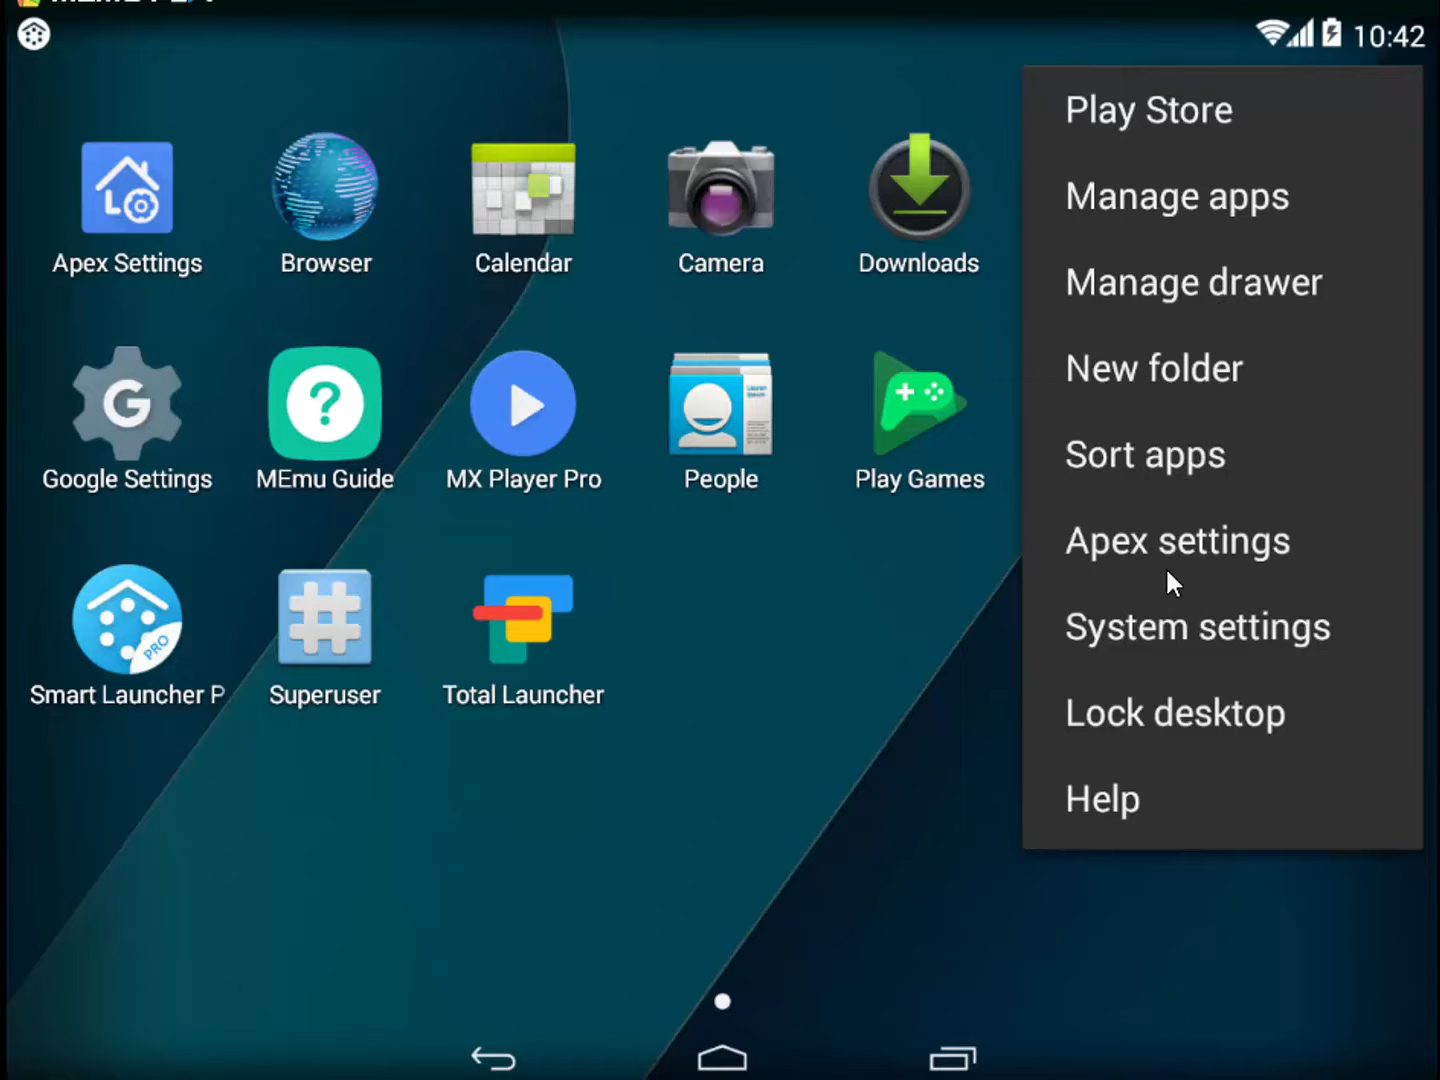 10:42
Play Store
Manage apps
Manage drawer
New folder
Sort apps
Apex settings
System settings
Lock desktop
Help
Apex Settings
Browser
Calendar
Camera
Downloads
Google Settings
MEmu Guide
MX Player Pro
People
Play Games
PRO
Smart Launcher P
Superuser
Total Launcher